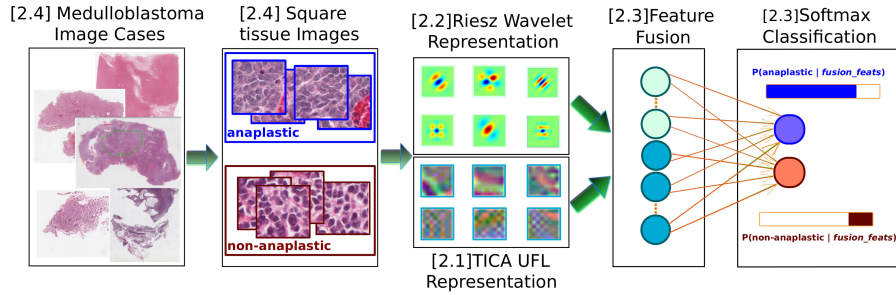 [2.4] Medulloblastoma
Image Cases
[2.4] Square
tissue Images
anaplastic
non-anaplastic
[2.2]Riesz Wavelet
Representation
[2.1]TICA UFL
Representation
[2.3]Feature
Fusion
[2.3]Softmax
Classification
P(anaplastic | fusion_feats)
P(non-anaplastic | fusion_feats)